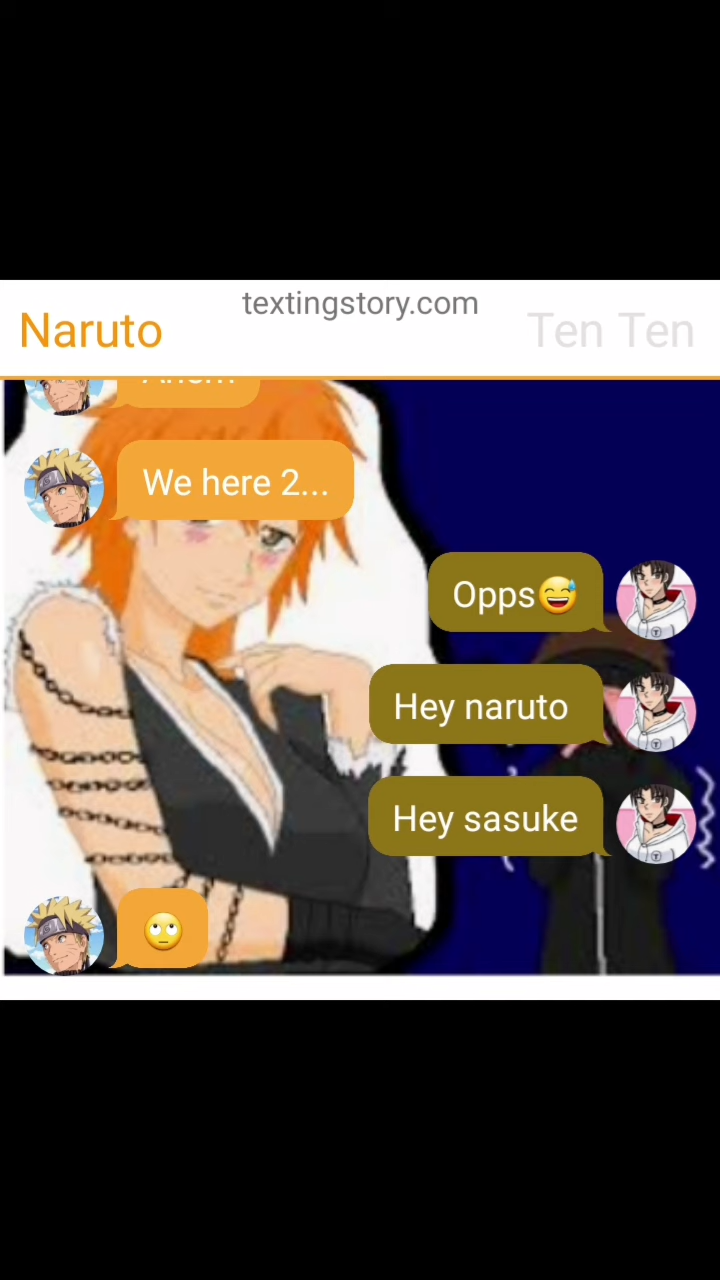 textingstory.com
Naruto
Ten Ten
We here 2...
Opps😅
Hey naruto
Hey sasuke
🙄